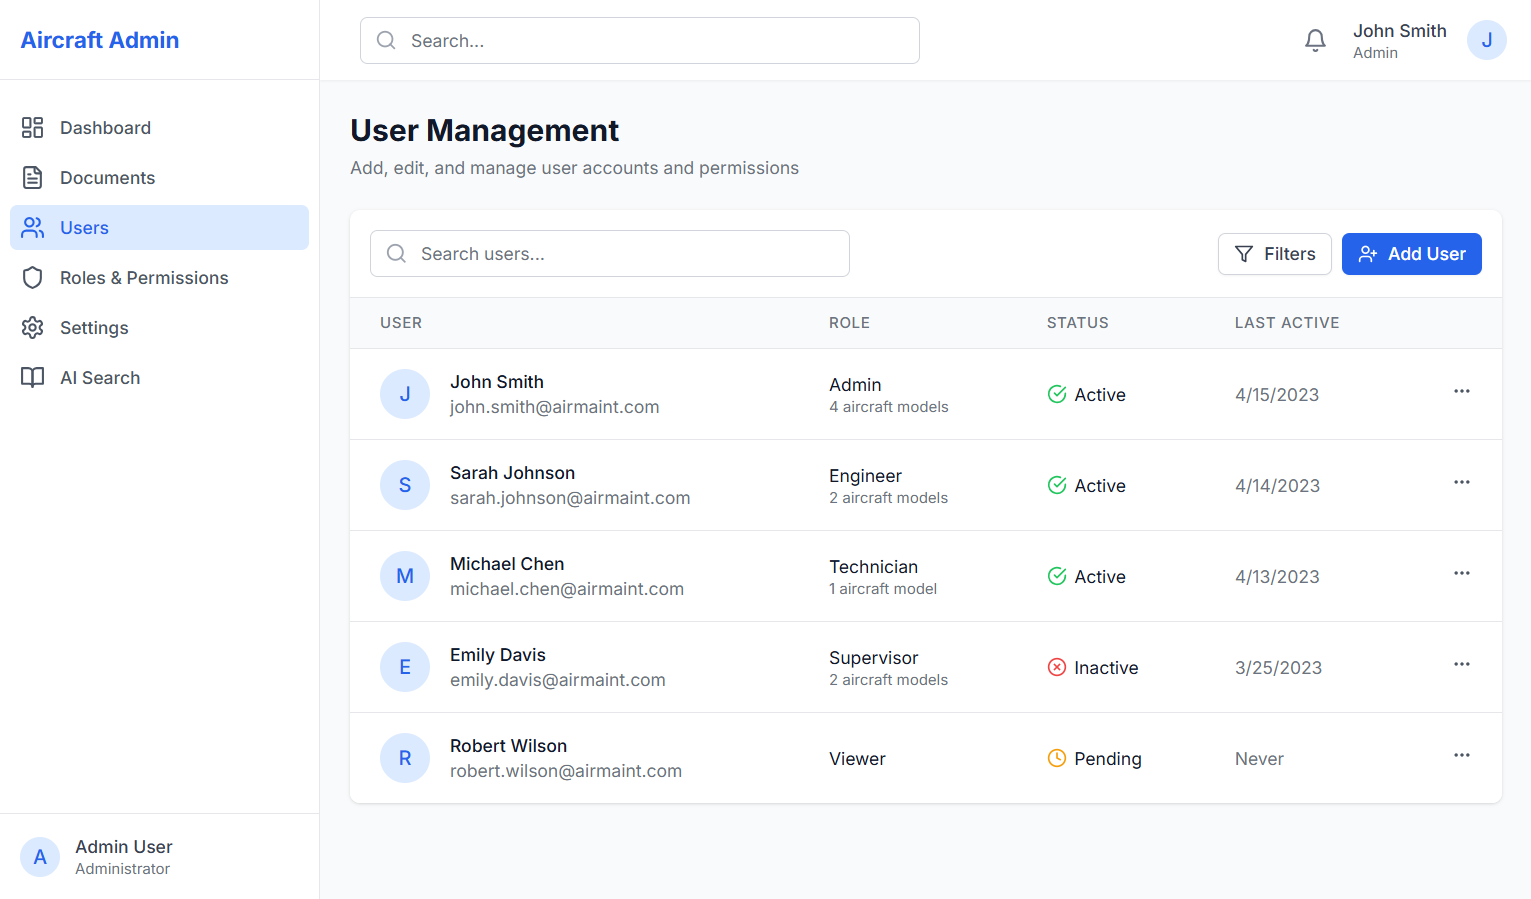 Aircraft Admin
Search...
John Smith
Admin
J
Dashboard
Documents
Users
Roles & Permissions
Settings
AI Search
A
Admin User
Administrator
User Management
Add, edit, and manage user accounts and permissions
Search users...
Filters
Add User
USER ROLE STATUS LAST ACTIVE
J
John Smith
john.smith@airmaint.com
Admin
4 aircraft models
Active
4/15/2023
S
Sarah Johnson
sarah.johnson@airmaint.com
Engineer
2 aircraft models
Active
4/14/2023
M
Michael Chen
michael.chen@airmaint.com
Technician
1 aircraft model
Active
4/13/2023
E
Emily Davis
emily.davis@airmaint.com
Supervisor
2 aircraft models
Inactive
3/25/2023
R
Robert Wilson
robert.wilson@airmaint.com
Viewer
Pending
Never